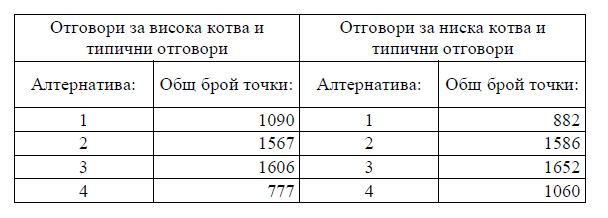 Отговори за висока котва и
типични отговори
Отговори за ниска котва и
типични отговори
Алтернатива: Общ брой точки: Алтернатива: Общ брой точки:
1 1090 1 882
2 1567 2 1586
3 1606 3 1652
4 777 4 1060